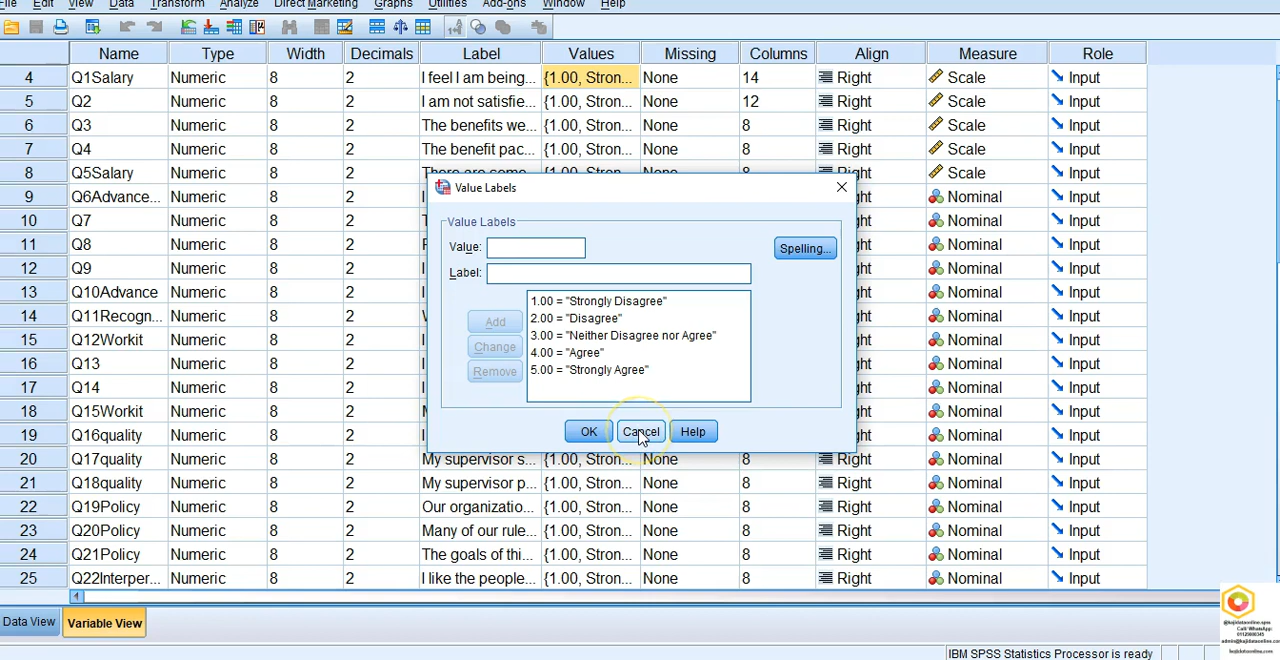 File Edit View Data Transform Analyze Direct Marketing Graphs Utilities Add-ons Window Help
Name Type Width Decimals Label Values Missing Columns Align Measure Role
4 Q1Salary Numeric 8 2 I feel I am being... {1.00, Stron... None 14 Right Scale Input
5 Q2 Numeric 8 2 I am not satisfie... {1.00, Stron... None 12 Right Scale Input
6 Q3 Numeric 8 2 The benefits we... {1.00, Stron... None 8 Right Scale Input
7 Q4 Numeric 8 2 The benefit pac... {1.00, Stron... None 8 Right Scale Input
8 Q5Salary Numeric 8 2 There are some... {1.00, Stron... None 8 Right Scale Input
9 Q6Advance... Numeric 8 2 Nominal Input
10 Q7 Numeric 8 2 Nominal Input
11 Q8 Numeric 8 2 Nominal Input
12 Q9 Numeric 8 2 Nominal Input
13 Q10Advance Numeric 8 2 Nominal Input
14 Q11Recogn... Numeric 8 2 Nominal Input
15 Q12Workit Numeric 8 2 Nominal Input
16 Q13 Numeric 8 2 Nominal Input
17 Q14 Numeric 8 2 Nominal Input
18 Q15Workit Numeric 8 2 Nominal Input
19 Q16quality Numeric 8 2 Nominal Input
20 Q17quality Numeric 8 2 My supervisor s... {1.00, Stron... None 8 Right Nominal Input
21 Q18quality Numeric 8 2 My supervisor p... {1.00, Stron... None 8 Right Nominal Input
22 Q19Policy Numeric 8 2 Our organizatio... {1.00, Stron... None 8 Right Nominal Input
23 Q20Policy Numeric 8 2 Many of our rule... {1.00, Stron... None 8 Right Nominal Input
24 Q21Policy Numeric 8 2 The goals of thi... {1.00, Stron... None 8 Right Nominal Input
25 Q22Interper... Numeric 8 2 I like the people... {1.00, Stron... None 8 Right Nominal Input
Value Labels
Value Labels
Value:
Spelling...
Label:
1.00 = "Strongly Disagree"
Add
2.00 = "Disagree"
3.00 = "Neither Disagree nor Agree"
Change
4.00 = "Agree"
Remove
5.00 = "Strongly Agree"
OK Cancel Help
Data View Variable View
IBM SPSS Statistics Processor is ready